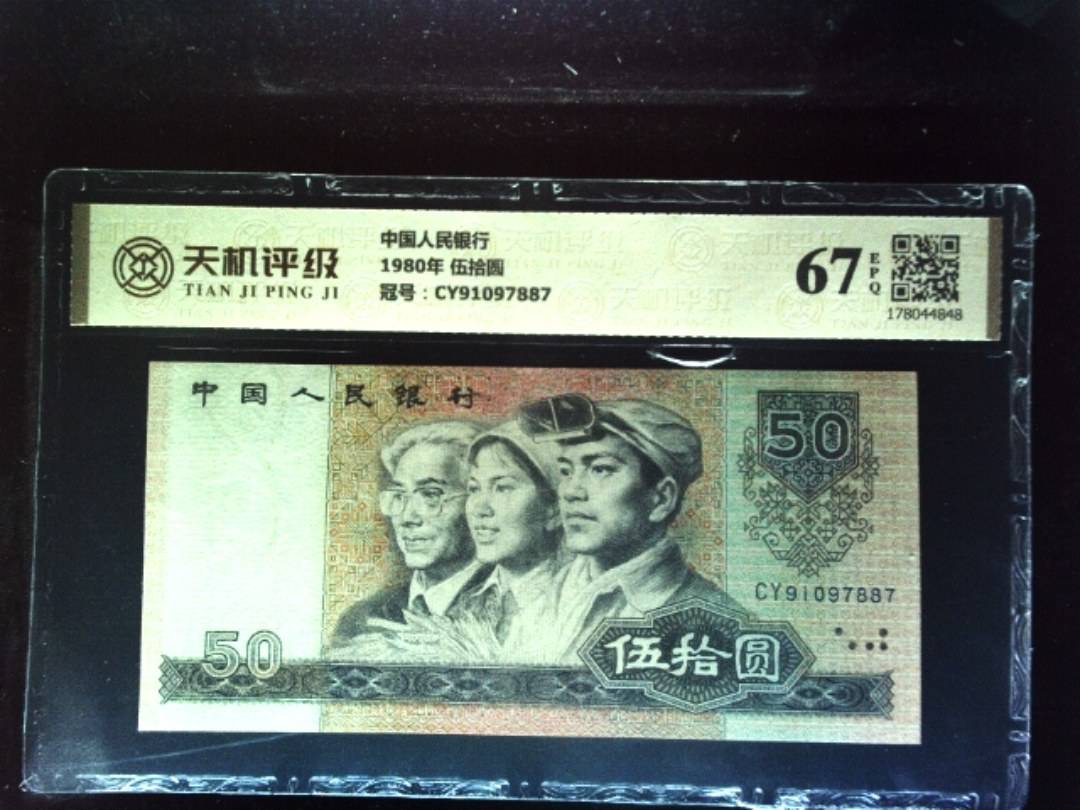 天机评级
TIAN JI PING JI
中国人民银行
1980年 伍拾圆
冠号：CY91097887
67
EPQ
178044848
中国人民银行
50
CY91097887
50
伍拾圆